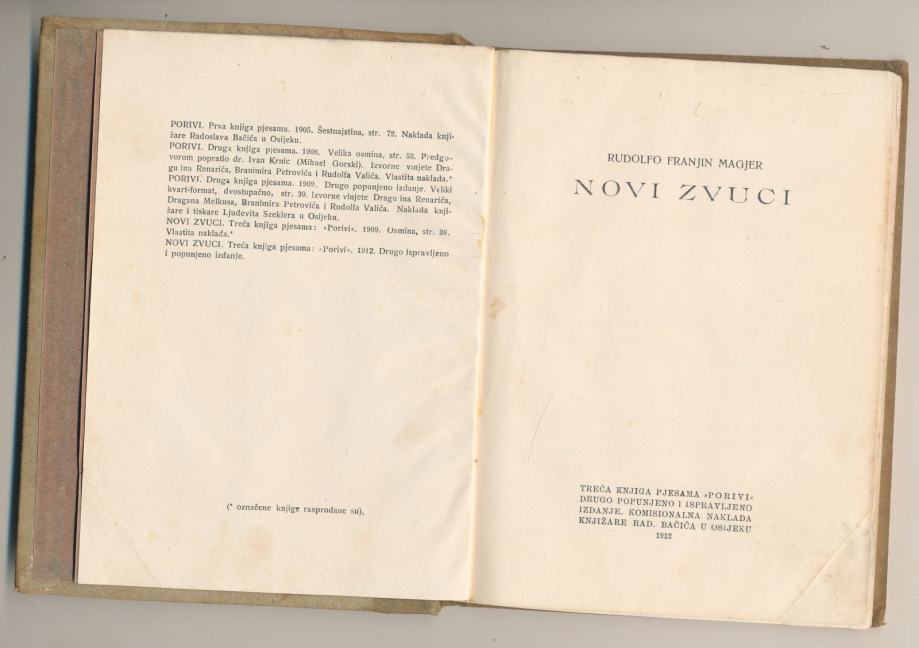 PORIVI. Prva knjiga pjesama. 1905. Šestnajstina, str. 72. Naklada knji-
žare Radoslava Bačića u Osijeku.
PORIVI. Druga knjiga pjesama. 1908. Velika osmina, str. 53. Predgo-
vorom popratio dr. Ivan Krnic (Mihael Gorski). Izvorne vinjete Dra-
gu ina Renarića, Branimira Petrovića i Rudolfa Valića. Vlastita naklada.*
PORIVI. Druga knjiga pjesama. 1909. Drugo popunjeno izdanje. Veliki
kvart-format, dvostupačno, str. 39. Izvorne vinjete Dragu ina Renarića,
Dragana Melkusa, Branimira Petrovića i Rudolfa Valića. Naklada knji-
žare i tiskare Ljudevita Szeklera u Osijeku.
NOVI ZVUCI. Treća knjiga pjesama: »Porivi«. 1909. Osmina, str. 38.
Vlastita naklađa.*
NOVI ZVUCI. Treća knjiga pjesama: »Porivi«. 1912. Drugo ispravljeno
i popunjeno izdanje.
(* označene knjige rasprodane su).
RUDOLFO FRANJIN MAGJER
NOVI ZVUCI
TREĆA KNJIGA PJESAMA »PORIVI«
DRUGO POPUNJENO I ISPRAVLJENO
IZDANJE. KOMISIONALNA NAKLADA
KNJIŽARE RAD. BAČIĆA U OSIJEKU
1912